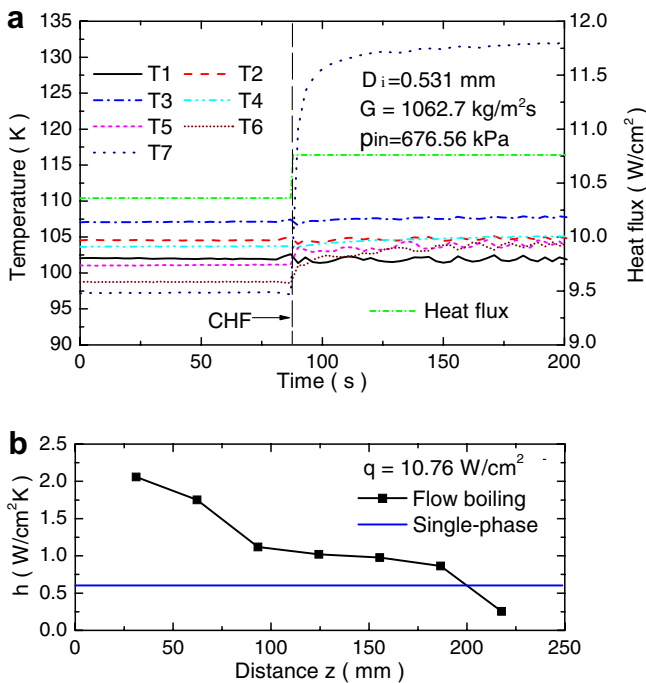 a
135
130
125
120
115
110
105
100
95
90
Temperature ( K )
T1
T2
T3
T4
T5
T6
T7
Di=0.531 mm
G = 1062.7 kg/m²s
pin=676.56 kPa
CHF
Heat flux
12.0
11.5
11.0
10.5
10.0
9.5
9.0
Heat flux ( W/cm²)
0
50
100
150
200
Time ( s )
b
2.5
2.0
1.5
1.0
0.5
0.0
h ( W/cm²K )
q = 10.76 W/cm² -
Flow boiling
Single-phase
0
50
100
150
200
250
Distance z ( mm )